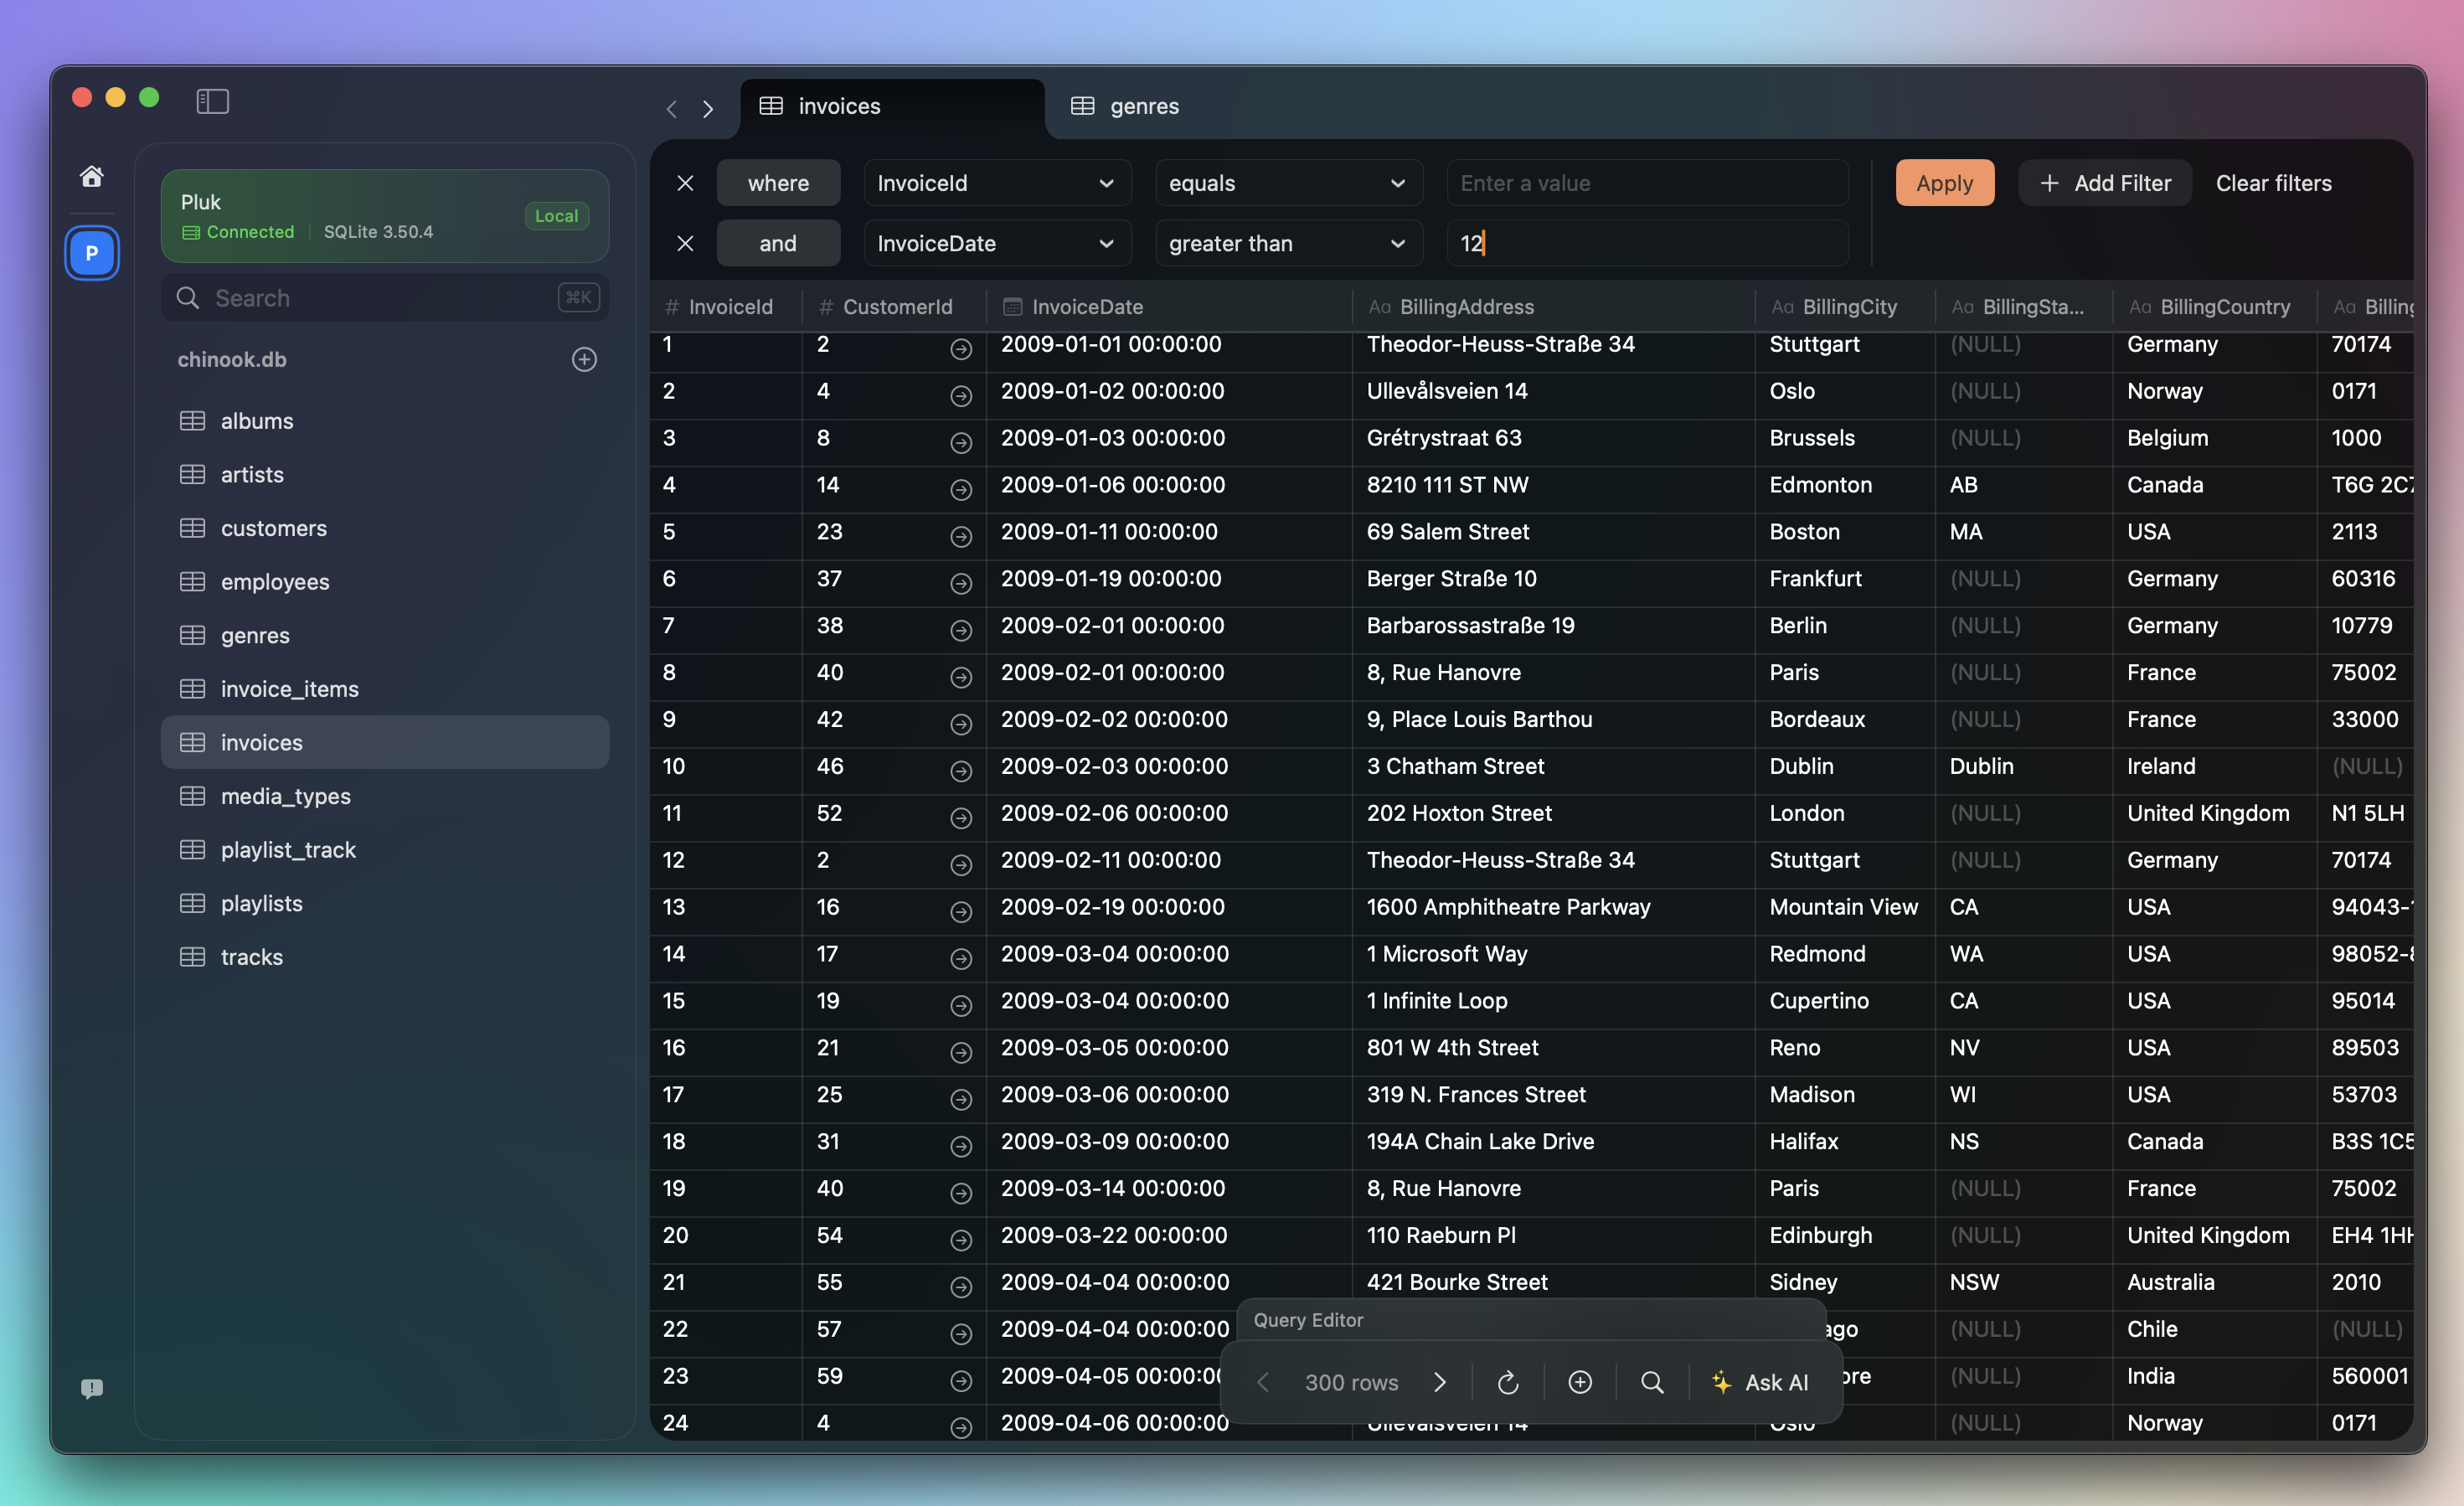 invoices
genres
P
Pluk
Connected
SQLite 3.50.4
Local
Search
⌘K
chinook.db
albums
artists
customers
employees
genres
invoice_items
invoices
media_types
playlist_track
playlists
tracks
where InvoiceId equals Enter a value
Apply
Add Filter
Clear filters
and InvoiceDate greater than 12
# InvoiceId # CustomerId InvoiceDate Aa BillingAddress Aa BillingCity Aa BillingSta... Aa BillingCountry Aa Billing
1 2 2009-01-01 00:00:00 Theodor-Heuss-Straße 34 Stuttgart (NULL) Germany 70174
2 4 2009-01-02 00:00:00 Ullevålsveien 14 Oslo (NULL) Norway 0171
3 8 2009-01-03 00:00:00 Grétrystraat 63 Brussels (NULL) Belgium 1000
4 14 2009-01-06 00:00:00 8210 111 ST NW Edmonton AB Canada T6G 2C7
5 23 2009-01-11 00:00:00 69 Salem Street Boston MA USA 2113
6 37 2009-01-19 00:00:00 Berger Straße 10 Frankfurt (NULL) Germany 60316
7 38 2009-02-01 00:00:00 Barbarossastraße 19 Berlin (NULL) Germany 10779
8 40 2009-02-01 00:00:00 8, Rue Hanovre Paris (NULL) France 75002
9 42 2009-02-02 00:00:00 9, Place Louis Barthou Bordeaux (NULL) France 33000
10 46 2009-02-03 00:00:00 3 Chatham Street Dublin Dublin Ireland (NULL)
11 52 2009-02-06 00:00:00 202 Hoxton Street London (NULL) United Kingdom N1 5LH
12 2 2009-02-11 00:00:00 Theodor-Heuss-Straße 34 Stuttgart (NULL) Germany 70174
13 16 2009-02-19 00:00:00 1600 Amphitheatre Parkway Mountain View CA USA 94043-1
14 17 2009-03-04 00:00:00 1 Microsoft Way Redmond WA USA 98052-8
15 19 2009-03-04 00:00:00 1 Infinite Loop Cupertino CA USA 95014
16 21 2009-03-05 00:00:00 801 W 4th Street Reno NV USA 89503
17 25 2009-03-06 00:00:00 319 N. Frances Street Madison WI USA 53703
18 31 2009-03-09 00:00:00 194A Chain Lake Drive Halifax NS Canada B3S 1C5
19 40 2009-03-14 00:00:00 8, Rue Hanovre Paris (NULL) France 75002
20 54 2009-03-22 00:00:00 110 Raeburn Pl Edinburgh (NULL) United Kingdom EH4 1HH
21 55 2009-04-04 00:00:00 421 Bourke Street Sidney NSW Australia 2010
22 57 2009-04-04 00:00:00 ago (NULL) Chile (NULL)
23 59 2009-04-05 00:00:00 ore (NULL) India 560001
24 4 2009-04-06 00:00:00 Ullevålsveien 14 Oslo (NULL) Norway 0171
Query Editor
300 rows
Ask AI